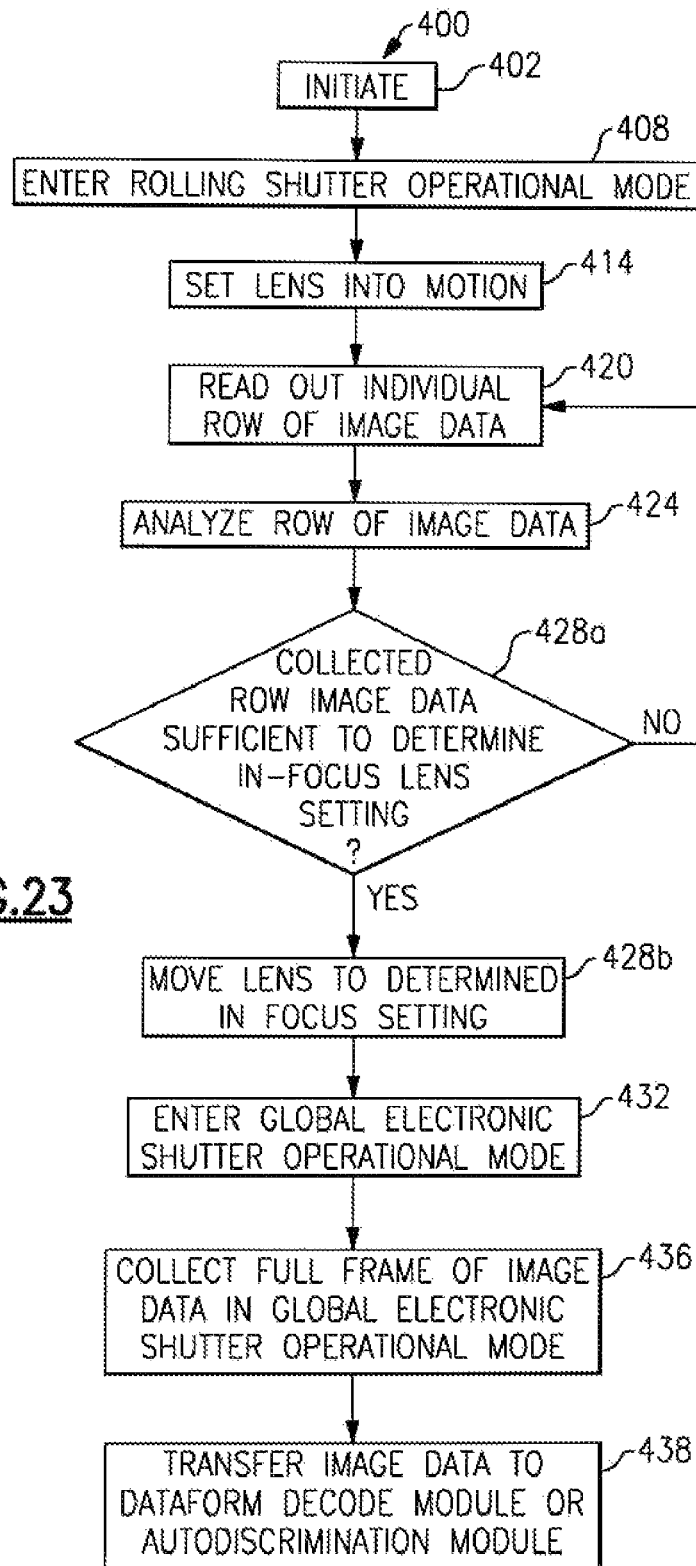 400
INITIATE
402
408
ENTER ROLLING SHUTTER OPERATIONAL MODE
SET LENS INTO MOTION
414
READ OUT INDIVIDUAL
ROW OF IMAGE DATA
420
ANALYZE ROW OF IMAGE DATA
424
428a
COLLECTED
ROW IMAGE DATA
SUFFICIENT TO DETERMINE
IN-FOCUS LENS
SETTING
?
NO
YES
G.23
MOVE LENS TO DETERMINED
IN FOCUS SETTING
428b
ENTER GLOBAL ELECTRONIC
SHUTTER OPERATIONAL MODE
432
COLLECT FULL FRAME OF IMAGE
DATA IN GLOBAL ELECTRONIC
SHUTTER OPERATIONAL MODE
436
TRANSFER IMAGE DATA TO
DATAFORM DECODE MODULE OR
AUTODISCRIMINATION MODULE
438